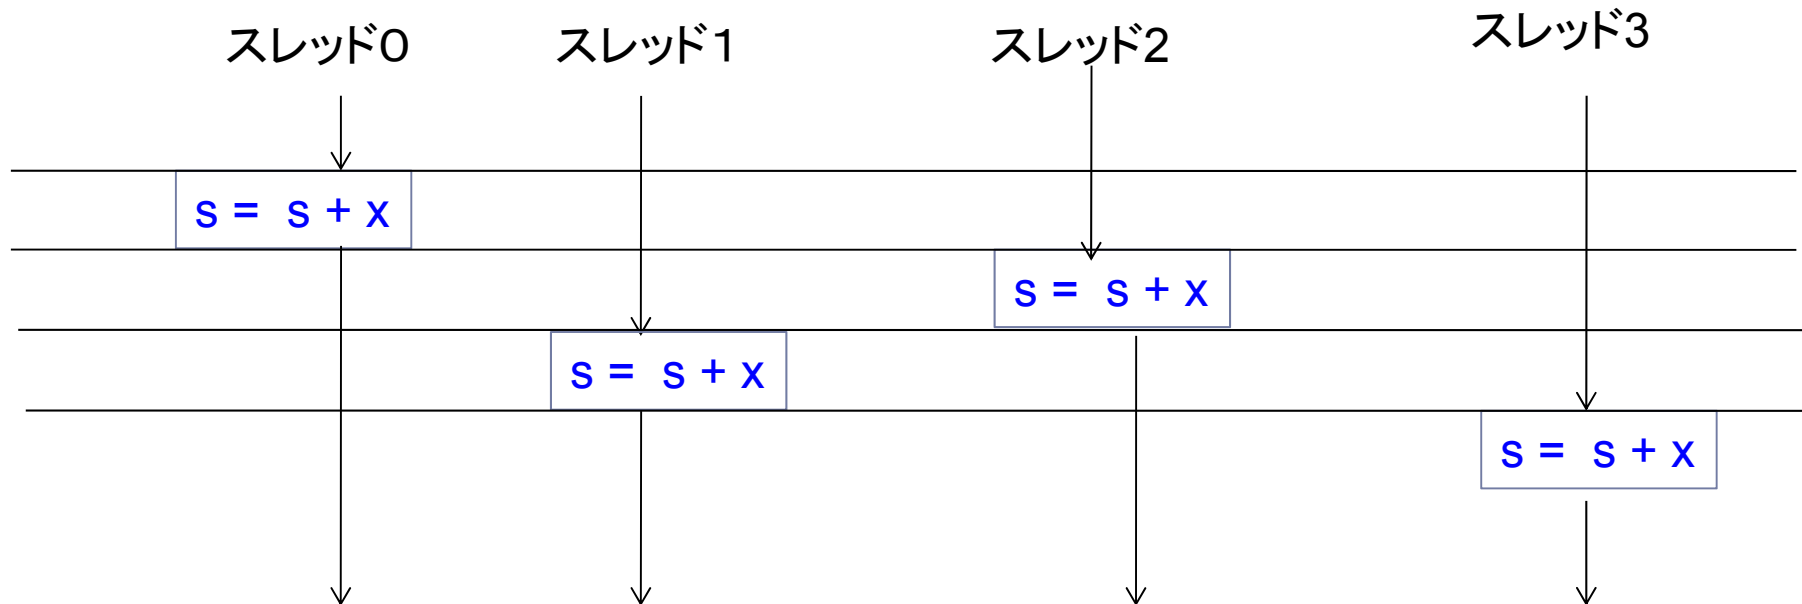 スレッド0
スレッド1
スレッド2
スレッド3
s = s + x
s = s + x
s = s + x
s = s + x